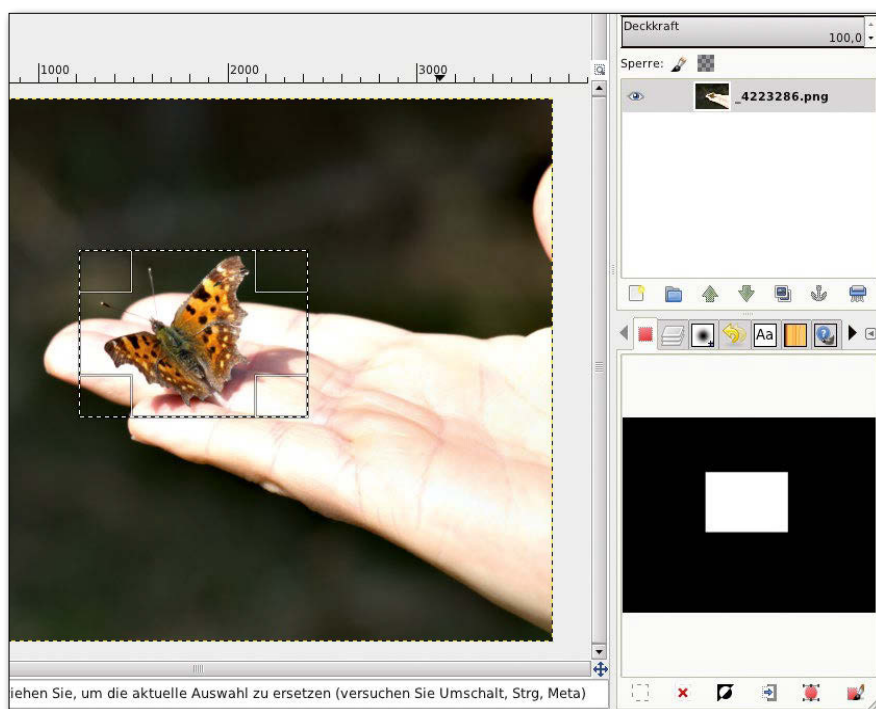 Deckkraft
100,0
Sperre:
1000
2000
3000
_4223286.png
Aa
iehen Sie, um die aktuelle Auswahl zu ersetzen (versuchen Sie Umschalt, Strg, Meta)